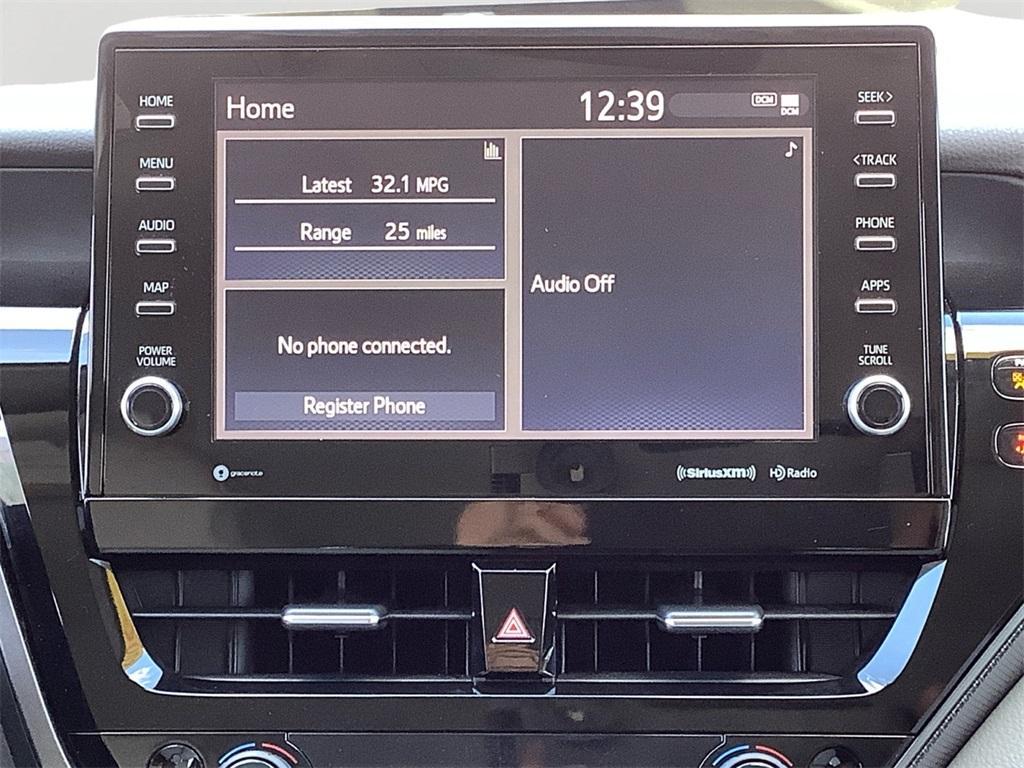 Home 12:39 DCM DCM
HOME
MENU
AUDIO
MAP
POWER
VOLUME
Latest 32.1 MPG
Range 25 miles
No phone connected.
Register Phone
Audio Off
SEEK>
<TRACK
PHONE
APPS
TUNE
SCROLL
gracenote
((SiriusXM))
HD Radio